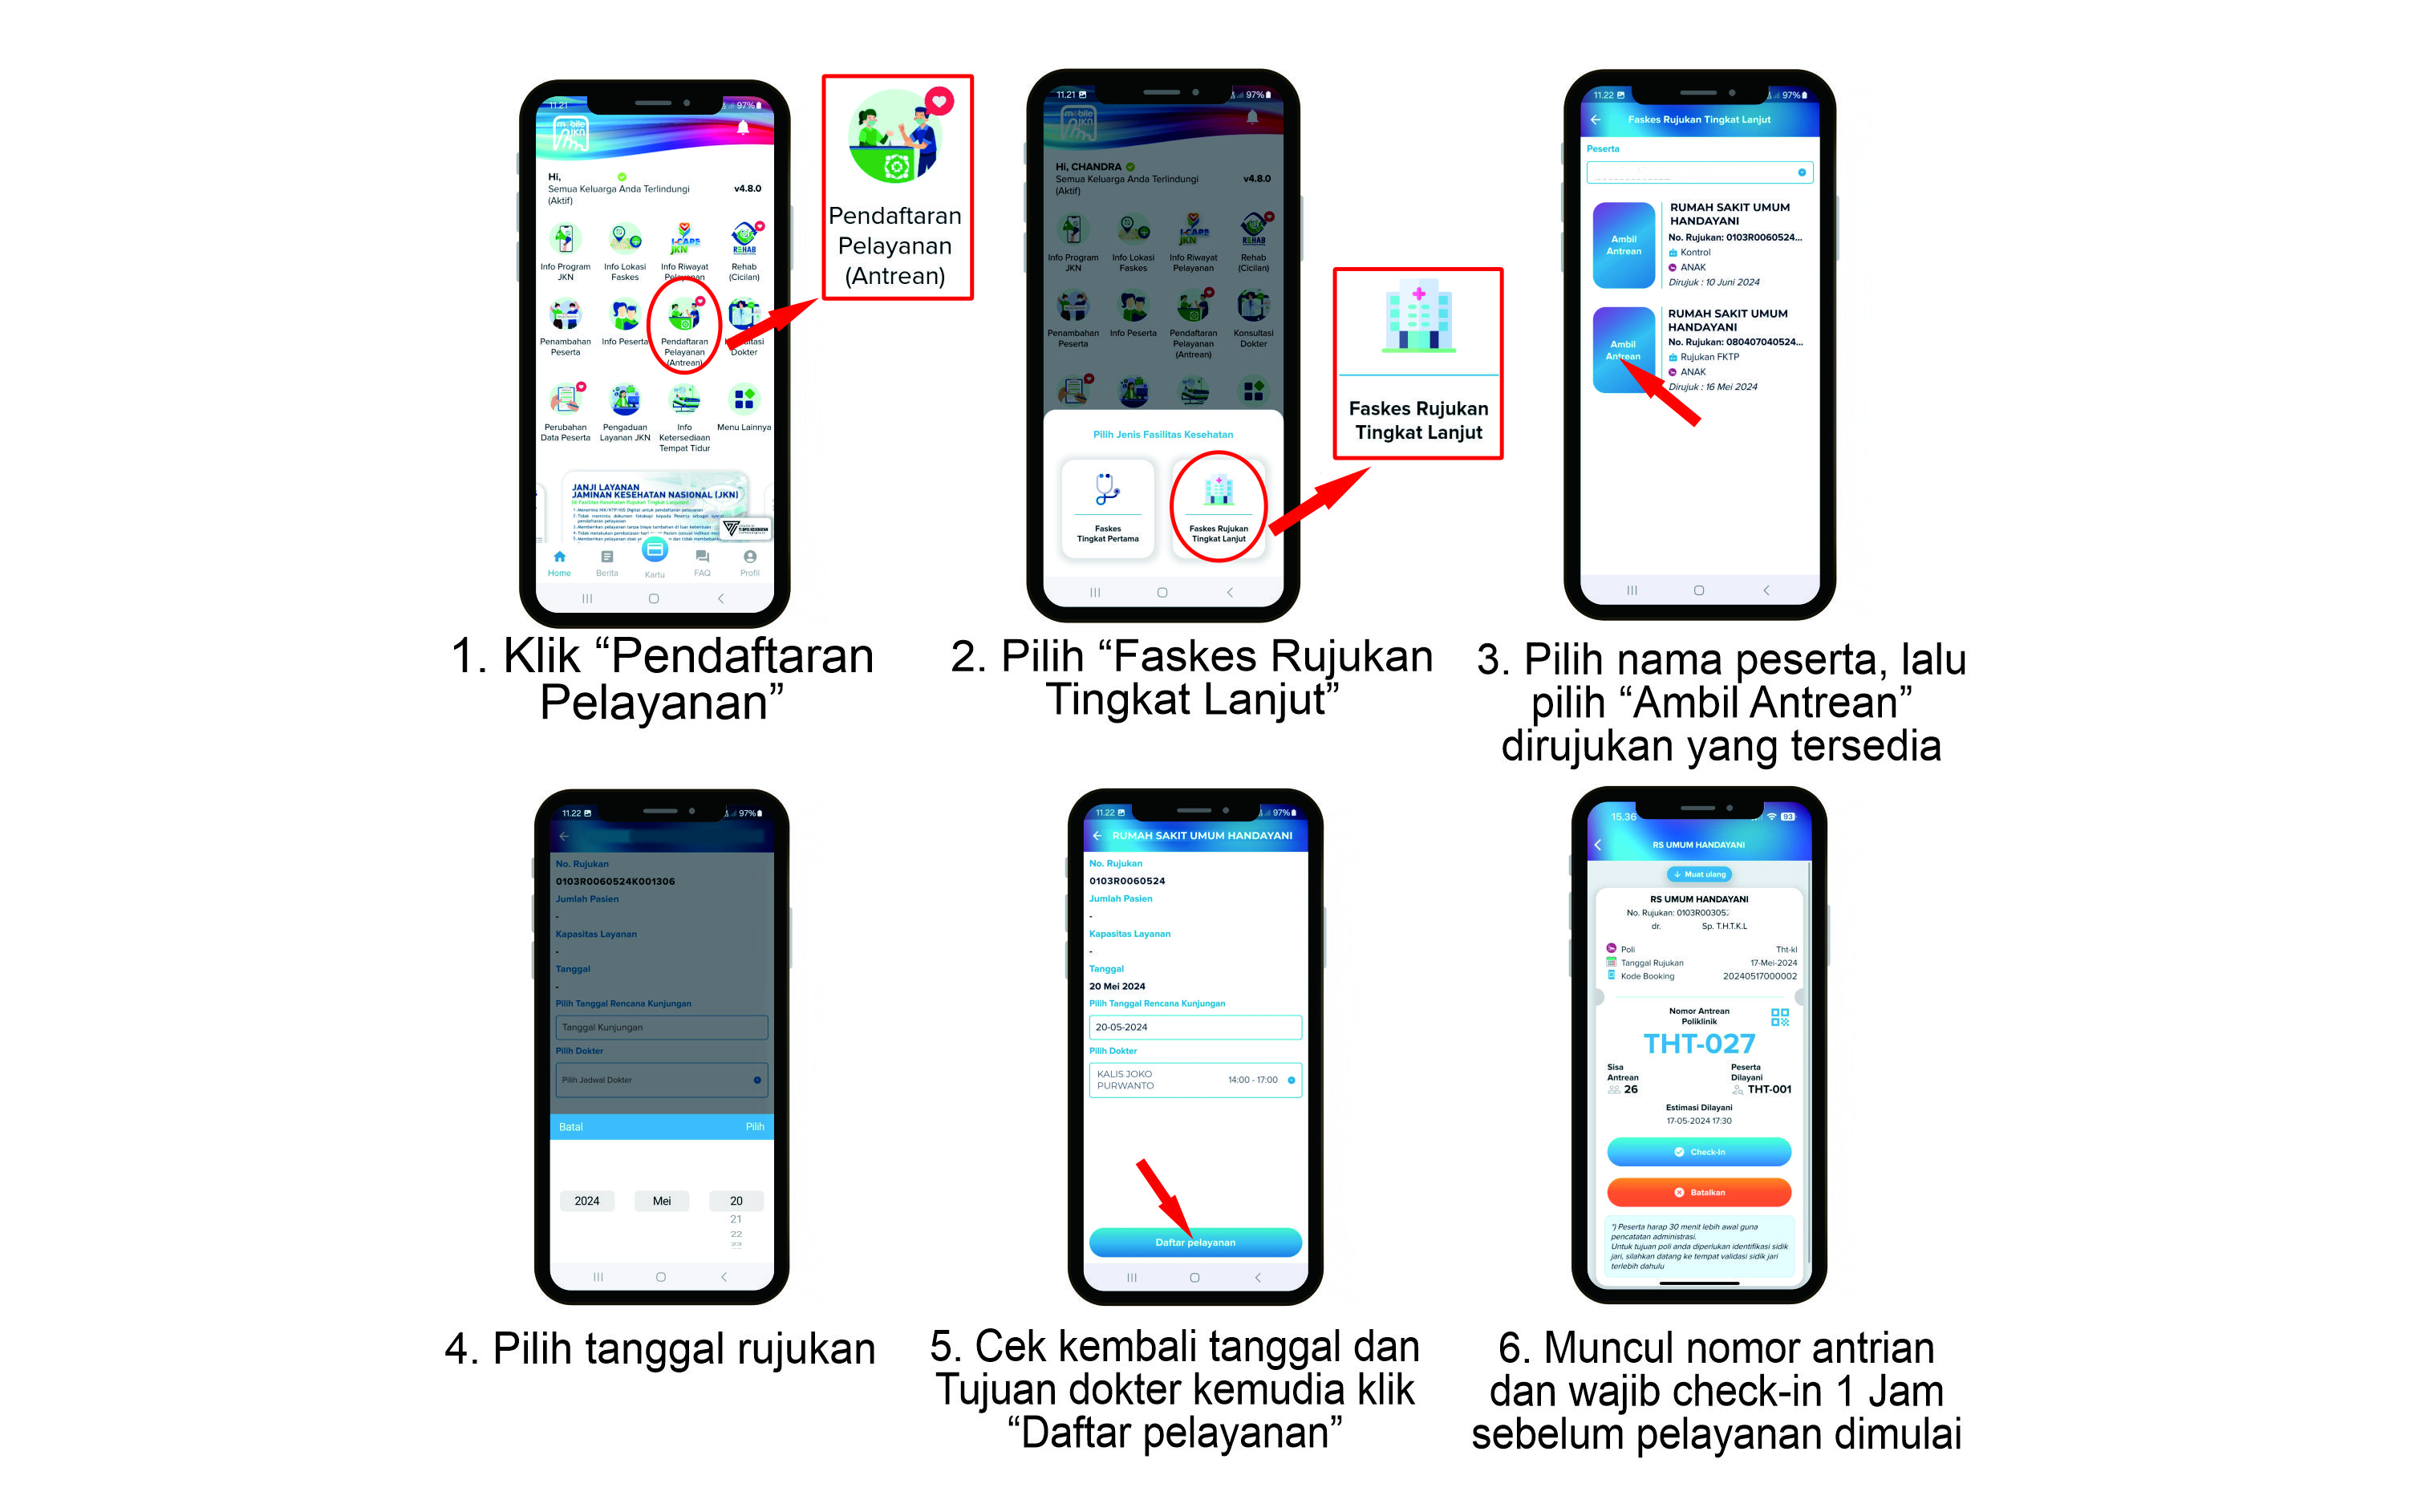 11.21
97%
mobile
JKN
Hi,
Semua Keluarga Anda Terlindungi
(Aktif)
v4.8.0
Info Program
JKN
Info Lokasi
Faskes
I-CARE
JKN
Info Riwayat
Pelayanan
REHAB
Rehab
(Cicilan)
Penambahan
Peserta
Info Peserta
Pendaftaran
Pelayanan
(Antrean)
Dokter
Perubahan
Data Peserta
Pengaduan
Layanan JKN
Info
Ketersediaan
Tempat Tidur
Menu Lainnya
JANJI LAYANAN
JAMINAN KESEHATAN NASIONAL (JKN)
Home
Berita
Kartu
FAQ
Profil
Pendaftaran
Pelayanan
(Antrean)
1. Klik “Pendaftaran
Pelayanan”
11.21
97%
mobile
JKN
Hi, CHANDRA
Semua Keluarga Anda Terlindungi
(Aktif)
v4.8.0
Info Program
JKN
Info Lokasi
Faskes
I-CARE
JKN
Info Riwayat
Pelayanan
REHAB
Rehab
(Cicilan)
Penambahan
Peserta
Info Peserta
Pendaftaran
Pelayanan
(Antrean)
Konsultasi
Dokter
Pilih Jenis Fasilitas Kesehatan
Faskes
Tingkat Pertama
Faskes Rujukan
Tingkat Lanjut
Faskes Rujukan
Tingkat Lanjut
2. Pilih “Faskes Rujukan
Tingkat Lanjut”
11.22
97%
Faskes Rujukan Tingkat Lanjut
Peserta
Ambil
Antrean
RUMAH SAKIT UMUM
HANDAYANI
No. Rujukan: 0103R0060524...
Kontrol
ANAK
Dirujuk : 10 Juni 2024
Ambil
Antrean
RUMAH SAKIT UMUM
HANDAYANI
No. Rujukan: 080407040524...
Rujukan FKTP
ANAK
Dirujuk : 16 Mei 2024
3. Pilih nama peserta, lalu
pilih “Ambil Antrean”
dirujukan yang tersedia
11.22
97%
No. Rujukan
0103R0060524K001306
Jumlah Pasien
-
Kapasitas Layanan
-
Tanggal
-
Pilih Tanggal Rencana Kunjungan
Tanggal Kunjungan
Pilih Dokter
Pilih Jadwal Dokter
Batal
Pilih
2024 Mei 20
21
22
23
4. Pilih tanggal rujukan
11.22
97%
RUMAH SAKIT UMUM HANDAYANI
No. Rujukan
0103R0060524
Jumlah Pasien
-
Kapasitas Layanan
-
Tanggal
20 Mei 2024
Pilih Tanggal Rencana Kunjungan
20-05-2024
Pilih Dokter
KALIS JOKO
PURWANTO
14:00 - 17:00
Daftar pelayanan
5. Cek kembali tanggal dan
Tujuan dokter kemudia klik
“Daftar pelayanan”
15.36
93
RS UMUM HANDAYANI
Muat ulang
RS UMUM HANDAYANI
No. Rujukan: 0103R00305
dr. Sp. T.H.T.K.L
Poli Tht-kl
Tanggal Rujukan 17-Mei-2024
Kode Booking 20240517000002
Nomor Antrean
Poliklinik
THT-027
Sisa
Antrean
26
Peserta
Dilayani
THT-001
Estimasi Dilayani
17-05-2024 17:30
Check-In
Batalkan
*) Peserta harap 30 menit lebih awal guna
pencatatan administrasi.
Untuk tujuan poli anda diperlukan identifikasi sidik
jari, silahkan datang ke tempat validasi sidik jari
terlebih dahulu
6. Muncul nomor antrian
dan wajib check-in 1 Jam
sebelum pelayanan dimulai